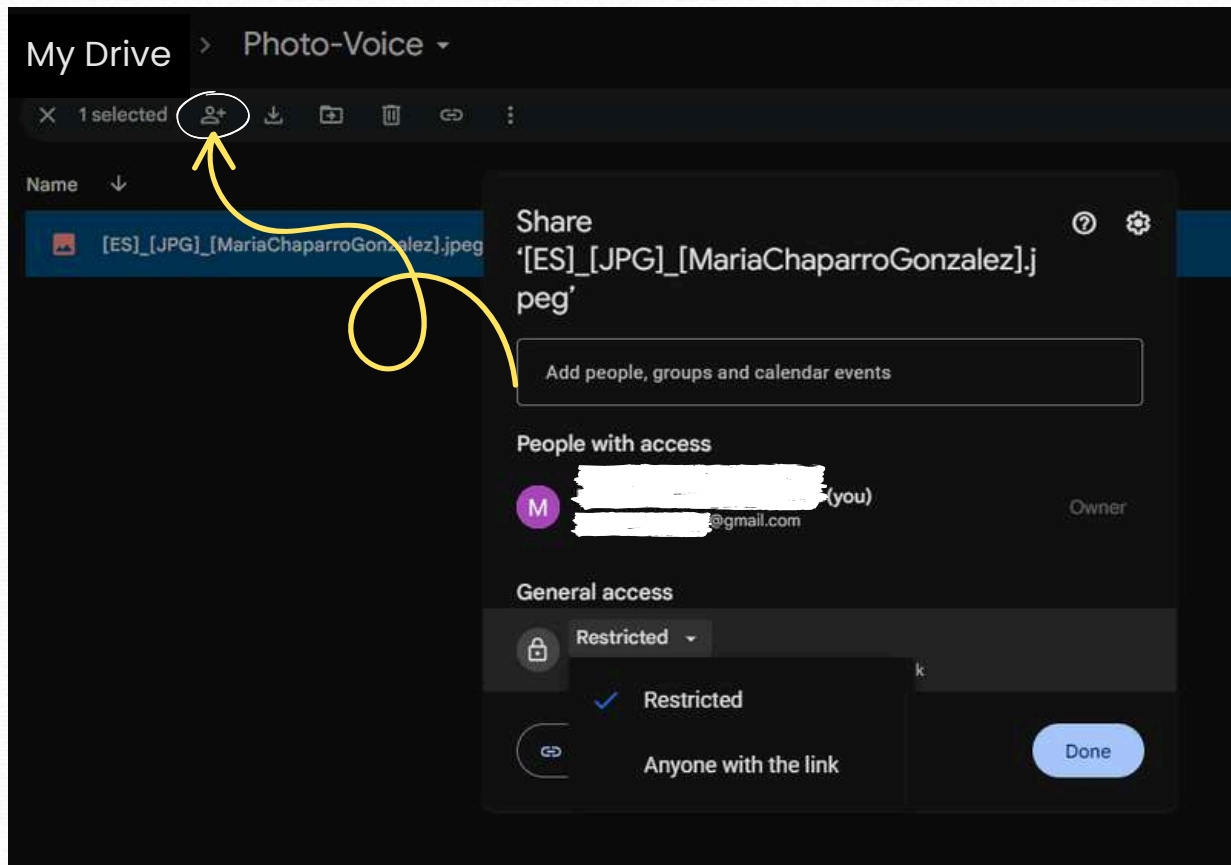 My Drive > Photo-Voice
1 selected
Name
[ES]_[JPG]_[MariaChaparroGonzalez].jpeg
Share
‘[ES]_[JPG]_[MariaChaparroGonzalez].j
peg’
Add people, groups and calendar events
People with access
M
(you)
@gmail.com
Owner
General access
Restricted
k
Restricted
Anyone with the link
Done